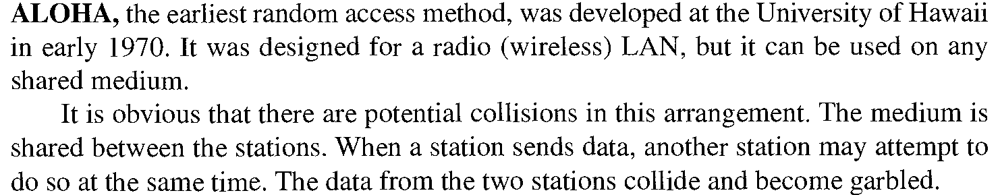 ALOHA, the earliest random access method, was developed at the University of Hawaii
in early 1970. It was designed for a radio (wireless) LAN, but it can be used on any
shared medium.
It is obvious that there are potential collisions in this arrangement. The medium is
shared between the stations. When a station sends data, another station may attempt to
do so at the same time. The data from the two stations collide and become garbled.